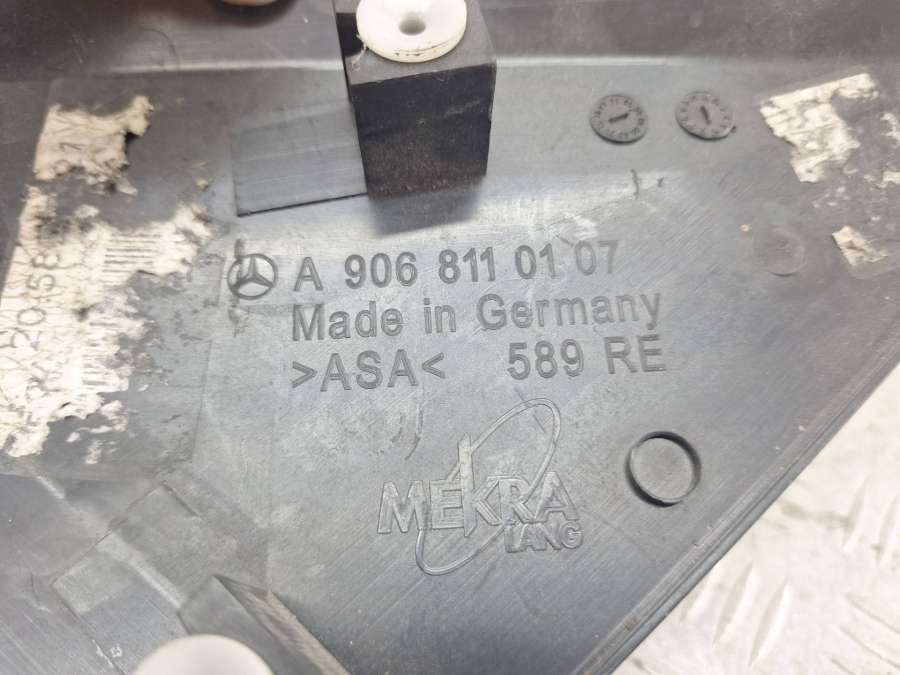 A 906 811 01 07
Made in Germany
>ASA< 589 RE
MEKRA
LANG